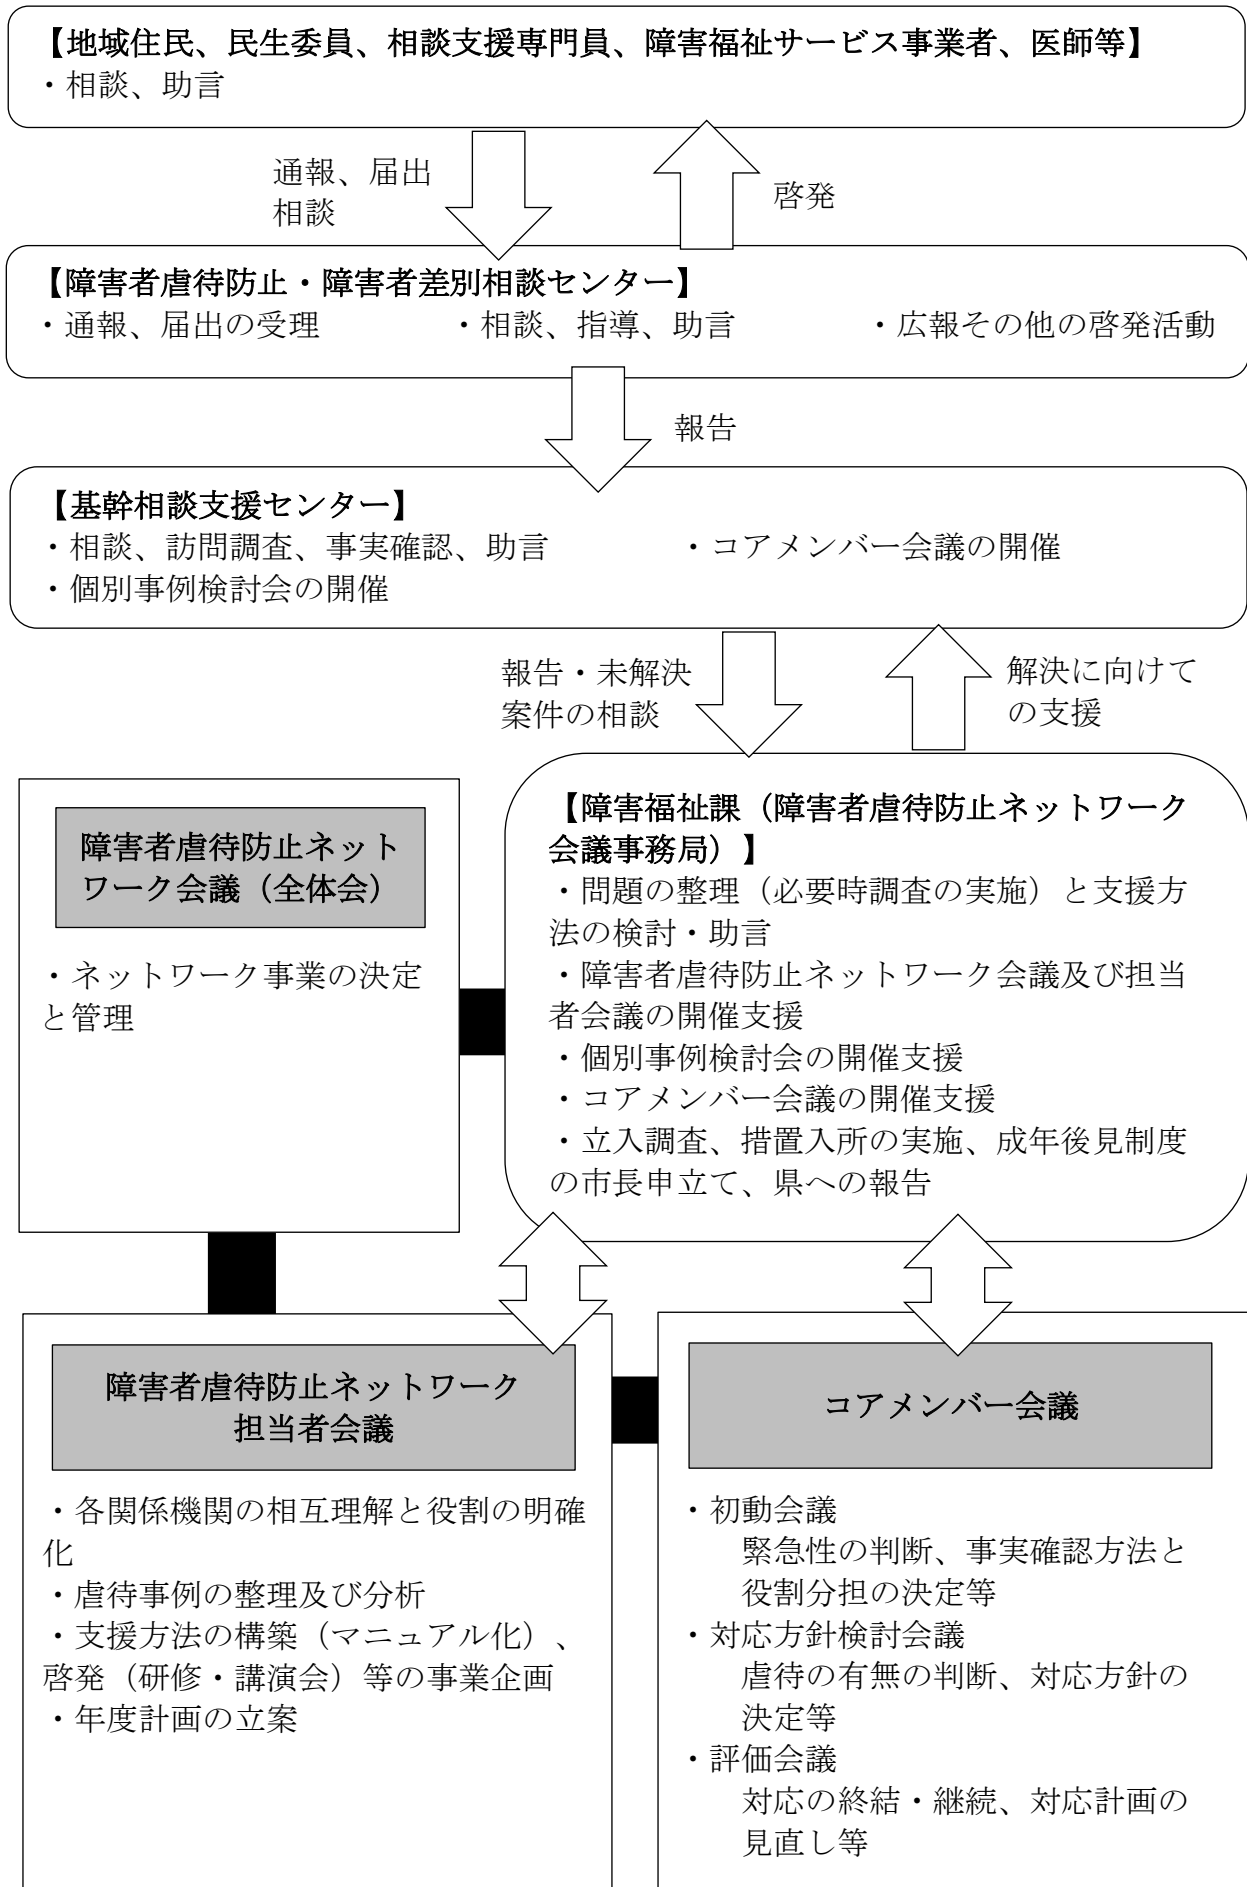 【地域住民、民生委員、相談支援専門員、障害福祉サービス事業者、医師等】
・相談、助言
通報、届出
相談
啓発
【障害者虐待防止・障害者差別相談センター】
・通報、届出の受理　・相談、指導、助言　・広報その他の啓発活動
報告
【基幹相談支援センター】
・相談、訪問調査、事実確認、助言　・コアメンバー会議の開催
・個別事例検討会の開催
報告・未解決
案件の相談
解決に向けて
の支援
障害者虐待防止ネット
ワーク会議（全体会）
・ネットワーク事業の決定
と管理
【障害福祉課（障害者虐待防止ネットワーク
会議事務局）】
・問題の整理（必要時調査の実施）と支援方
法の検討・助言
・障害者虐待防止ネットワーク会議及び担当
者会議の開催支援
・個別事例検討会の開催支援
・コアメンバー会議の開催支援
・立入調査、措置入所の実施、成年後見制度
の市長申立て、県への報告
障害者虐待防止ネットワーク
担当者会議
・各関係機関の相互理解と役割の明確
化
・虐待事例の整理及び分析
・支援方法の構築（マニュアル化）、
啓発（研修・講演会）等の事業企画
・年度計画の立案
コアメンバー会議
・初動会議
緊急性の判断、事実確認方法と
役割分担の決定等
・対応方針検討会議
虐待の有無の判断、対応方針の
決定等
・評価会議
対応の終結・継続、対応計画の
見直し等